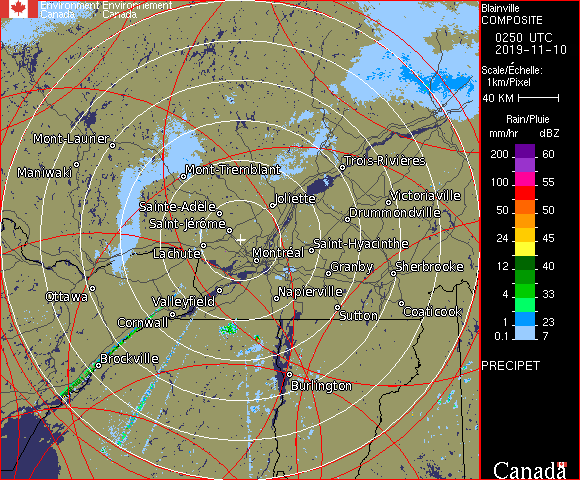 Environment Environnement
Canada Canada
Blainville
COMPOSITE
0250 UTC
2019-11-10
Scale/Échelle:
1km/Pixel
40 KM
Rain/Pluie
mm/hr dBZ
200 60
100 55
50 50
24 45
12 40
4 33
1 23
0.1 7
PRECIPET
Canada
Mont-Laurier
Maniwaki
Mont-Tremblant
Trois-Rivières
Joliette
Victoriaville
Sainte-Adèle
Drummondville
Saint-Jérôme
Saint-Hyacinthe
Lachute
Montréal
Granby
Sherbrooke
Ottawa
Valleyfield
Napierville
Cornwall
Sutton
Coaticook
Brockville
Burlington